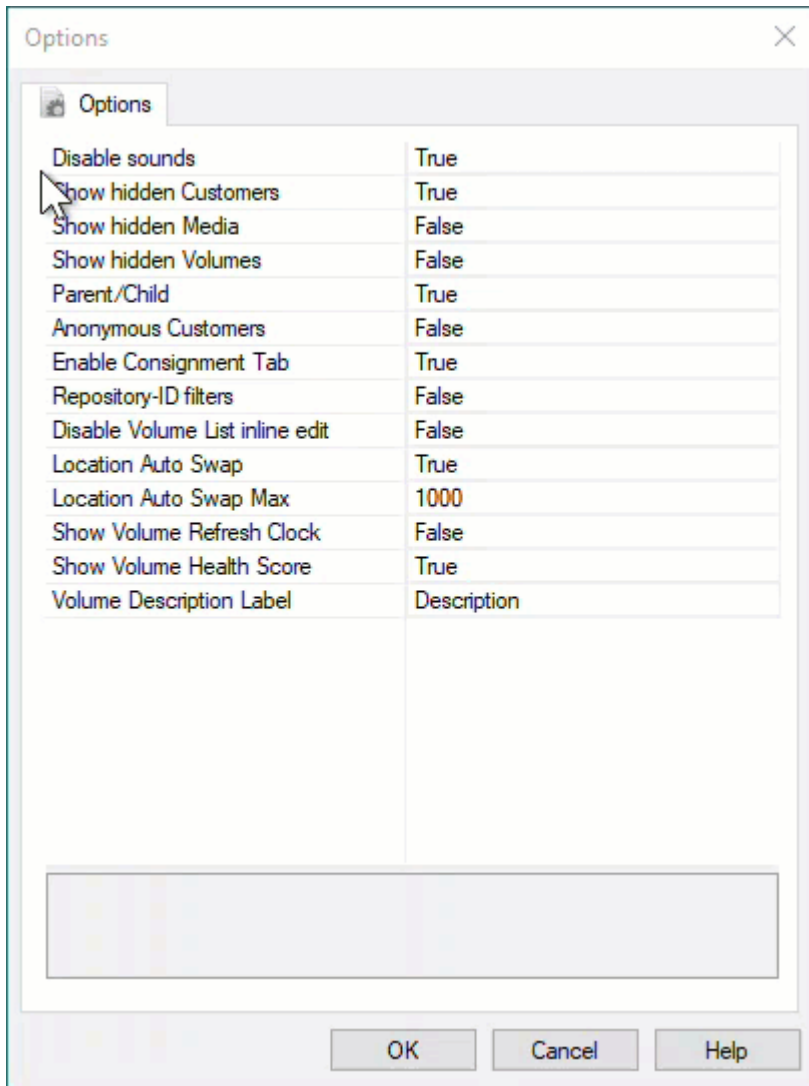 Options
Options
Disable sounds True
Show hidden Customers True
Show hidden Media False
Show hidden Volumes False
Parent/Child True
Anonymous Customers False
Enable Consignment Tab True
Repository-ID filters False
Disable Volume List inline edit False
Location Auto Swap True
Location Auto Swap Max 1000
Show Volume Refresh Clock False
Show Volume Health Score True
Volume Description Label Description
OK Cancel Help